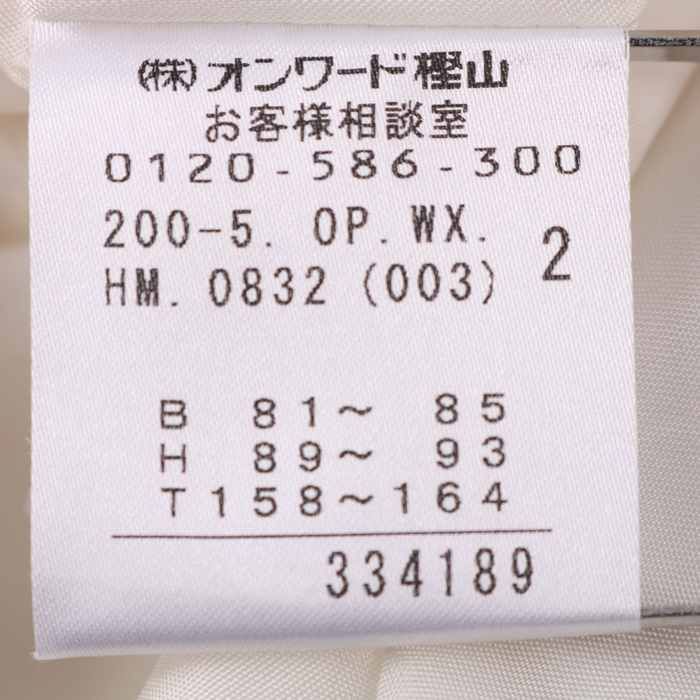 (株)オンワード樫山
お客様相談室
0120-586-300
200-5. OP. WX.
HM. 0832 (003) 2
B 81~ 85
H 89~ 93
T158~164
334189